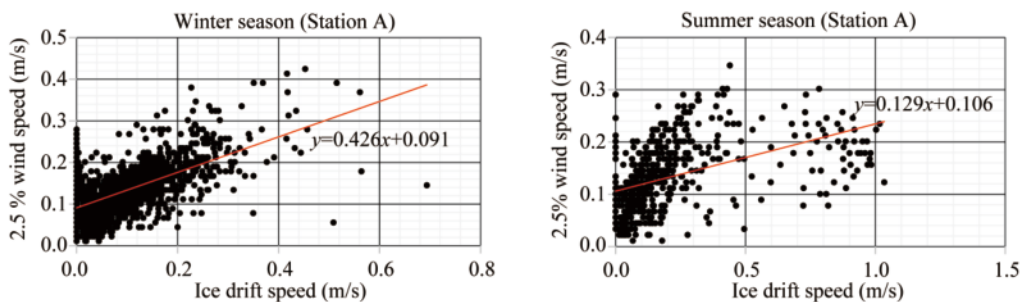 Winter season (Station A)
0.5
0.4
0.3
0.2
0.1
0.0
2.5 % wind speed (m/s)
y=0.426x+0.091
0.0 0.2 0.4 0.6 0.8
Ice drift speed (m/s)
Summer season (Station A)
0.4
0.3
0.2
0.1
0.0
2.5% wind speed (m/s)
y=0.129x+0.106
0.0 0.5 1.0 1.5
Ice drift speed (m/s)